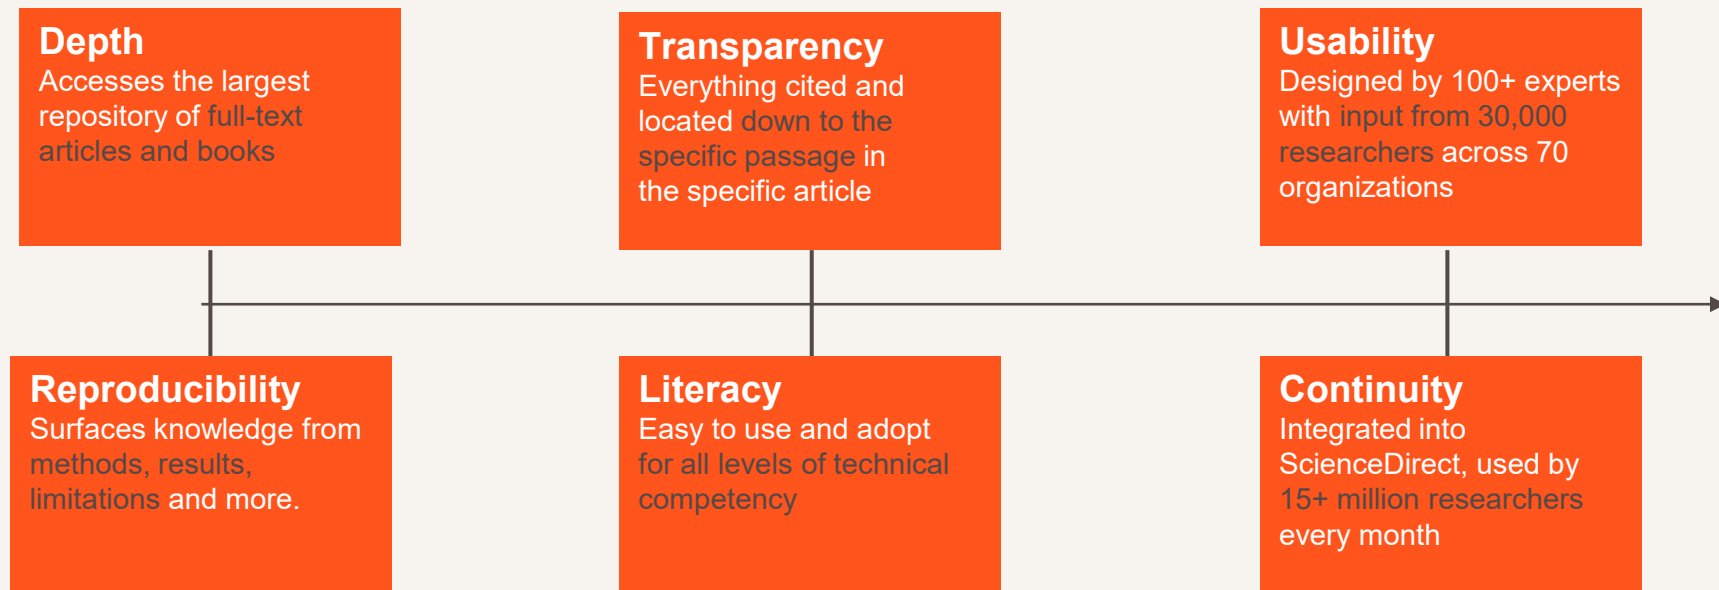 Depth
Accesses the largest
repository of full-text
articles and books
Transparency
Everything cited and
located down to the
specific passage in
the specific article
Usability
Designed by 100+ experts
with input from 30,000
researchers across 70
organizations
Reproducibility
Surfaces knowledge from
methods, results,
limitations and more.
Literacy
Easy to use and adopt
for all levels of technical
competency
Continuity
Integrated into
ScienceDirect, used by
15+ million researchers
every month